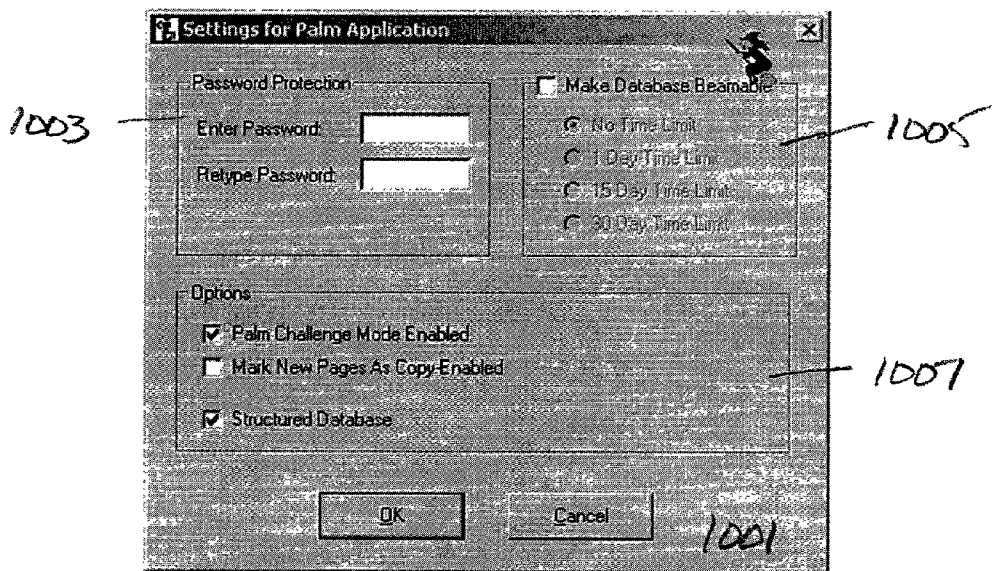 Settings for Palm Application
Password Protection
1003
Enter Password:
Retype Password:
Make Database Beamable
No Time Limit
1 Day Time Limit
15 Day Time Limit
30 Day Time Limit
1005
Options
Palm Challenge Mode Enabled
Mark New Pages As Copy-Enabled
Structured Database
1007
OK
Cancel
1001